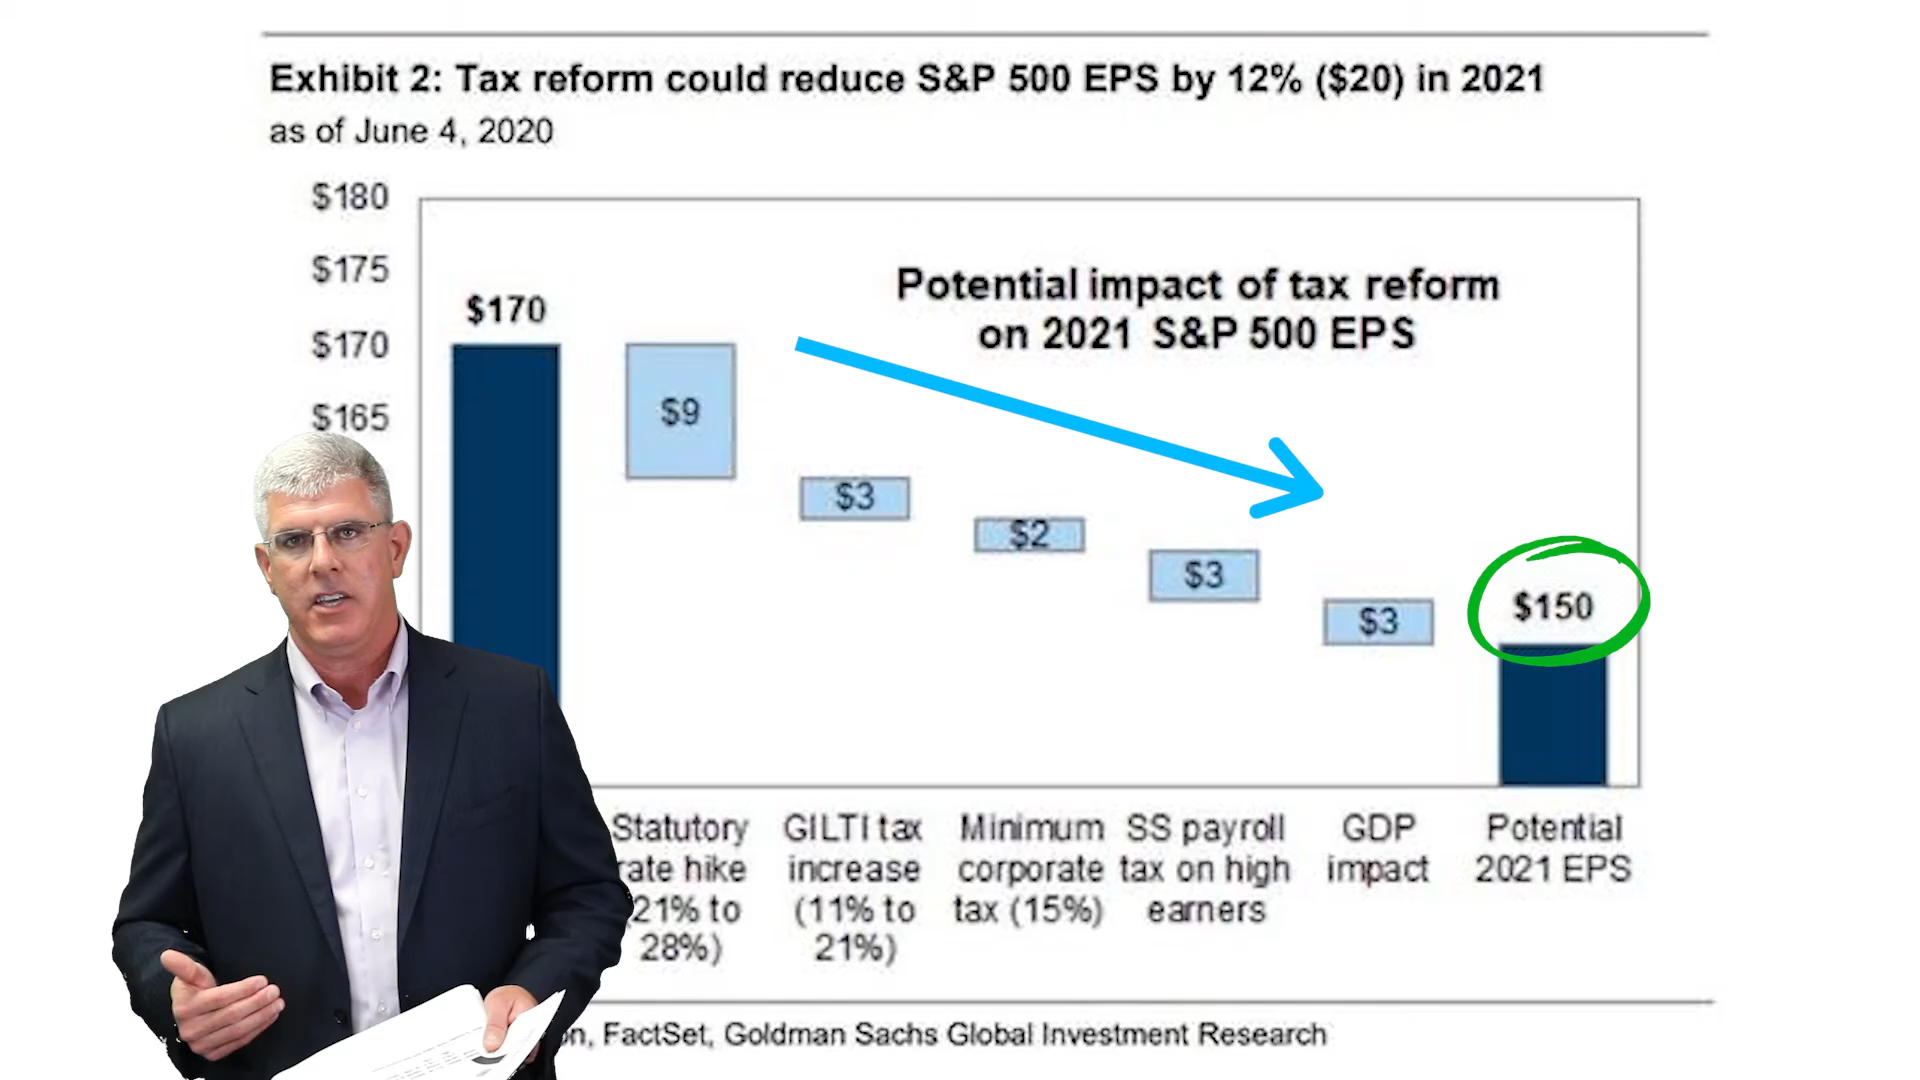 Exhibit 2: Tax reform could reduce S&P 500 EPS by 12% ($20) in 2021
as of June 4, 2020
$180
$175
$170
$165
Potential impact of tax reform
on 2021 S&P 500 EPS
$170
$9
$3
$2
$3
$3
$150
Statutory
rate hike
(21% to
28%)
GILTI tax
increase
(11% to
21%)
Minimum
corporate
tax (15%)
SS payroll
tax on high
earners
GDP
impact
Potential
2021 EPS
FactSet, Goldman Sachs Global Investment Research